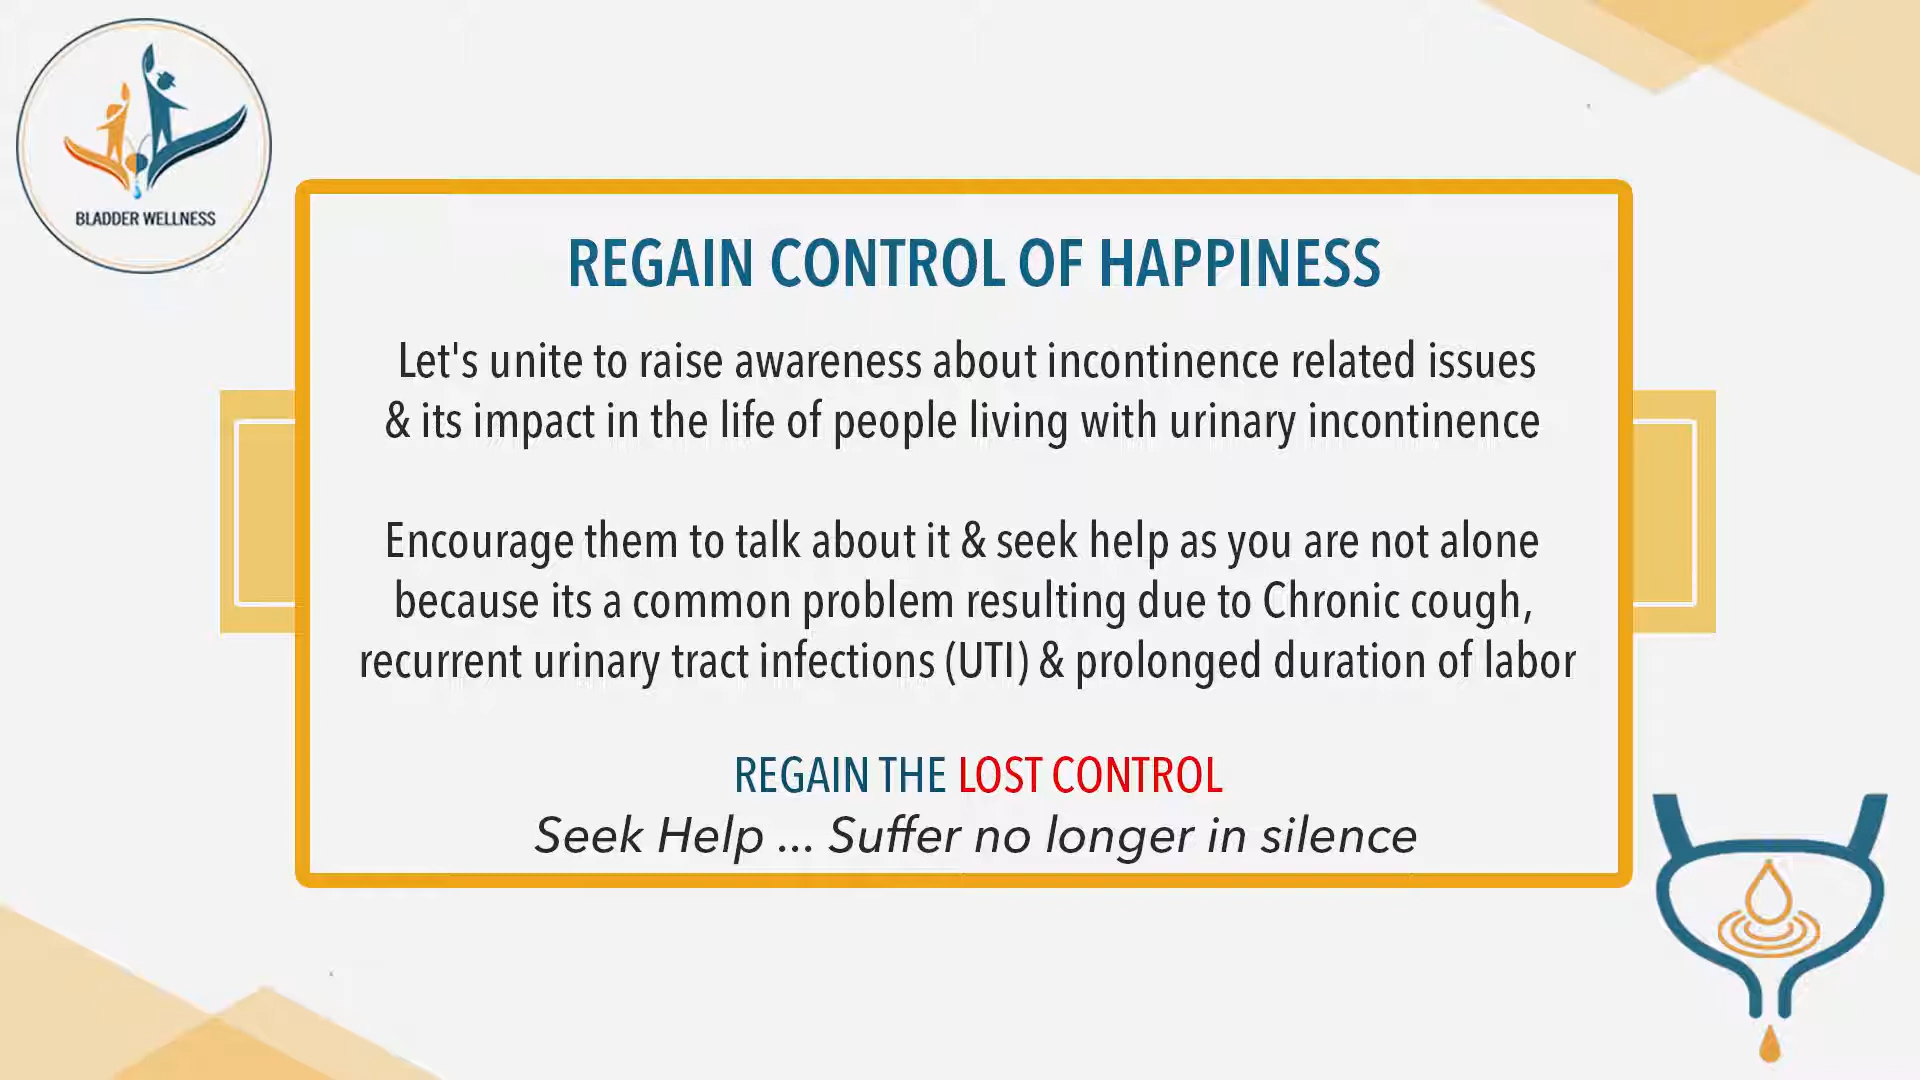 BLADDER WELLNESS
REGAIN CONTROL OF HAPPINESS
Let's unite to raise awareness about incontinence related issues
& its impact in the life of people living with urinary incontinence
Encourage them to talk about it & seek help as you are not alone
because its a common problem resulting due to Chronic cough,
recurrent urinary tract infections (UTI) & prolonged duration of labor
REGAIN THE LOST CONTROL
Seek Help ... Suffer no longer in silence